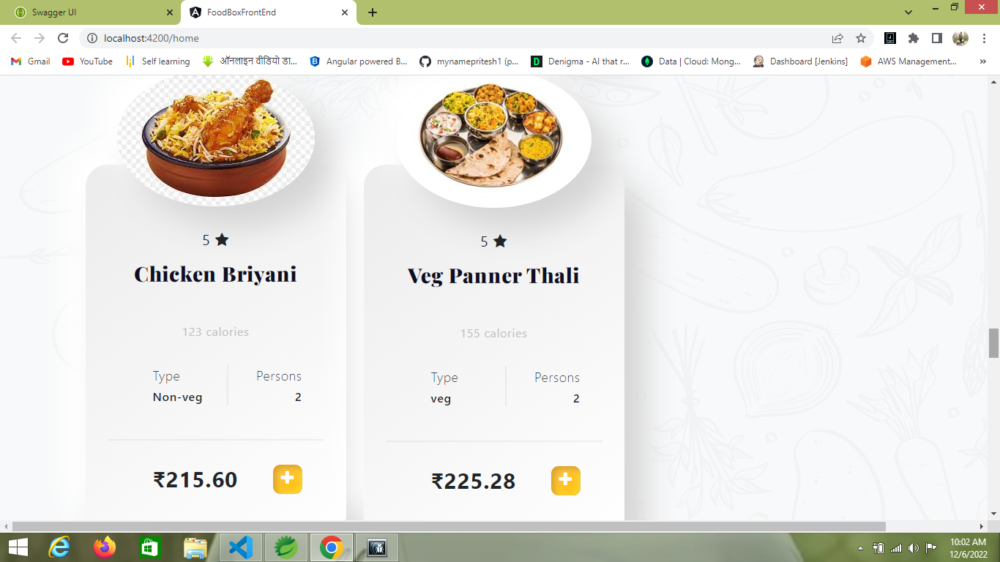 Swagger UI
FoodBoxFrontEnd
localhost:4200/home
Gmail
YouTube
Self learning
ऑनलाइन वीडियो डा...
Angular powered B...
mynamepritesh1 (p...
Denigma - AI that r...
Data | Cloud: Mong...
Dashboard [Jenkins]
AWS Management...
»
5
Chicken Briyani
123 calories
Type Persons
Non-veg 2
₹215.60
5
Veg Panner Thali
155 calories
Type Persons
veg 2
₹225.28
10:02 AM
12/6/2022